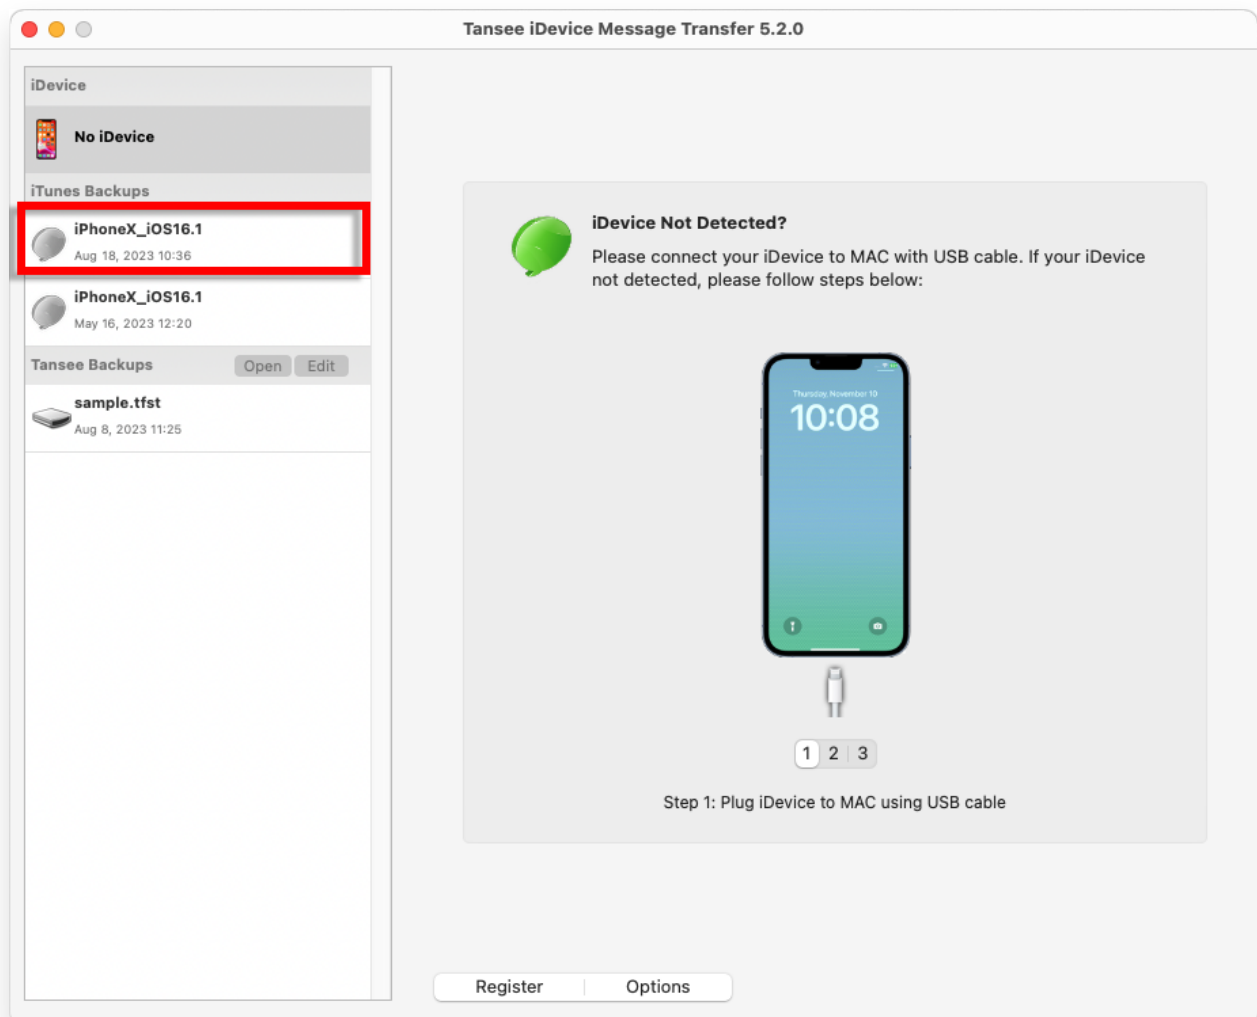 Tansee iDevice Message Transfer 5.2.0
iDevice
No iDevice
iTunes Backups
iPhoneX_iOS16.1
Aug 18, 2023 10:36
iPhoneX_iOS16.1
May 16, 2023 12:20
Tansee Backups Open Edit
sample.tfst
Aug 8, 2023 11:25
iDevice Not Detected?
Please connect your iDevice to MAC with USB cable. If your iDevice
not detected, please follow steps below:
Thursday, November 10
10:08
1 2 3
Step 1: Plug iDevice to MAC using USB cable
Register Options